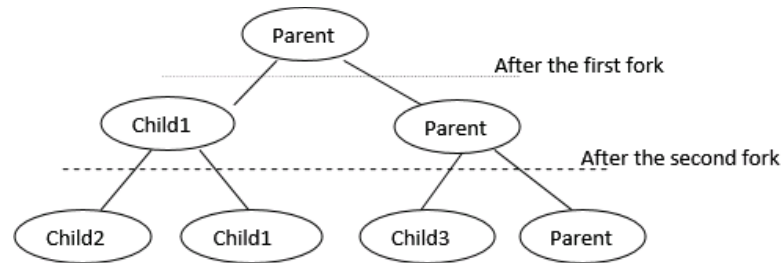 Parent
After the first fork
Child1
Parent
After the second fork
Child2
Child1
Child3
Parent